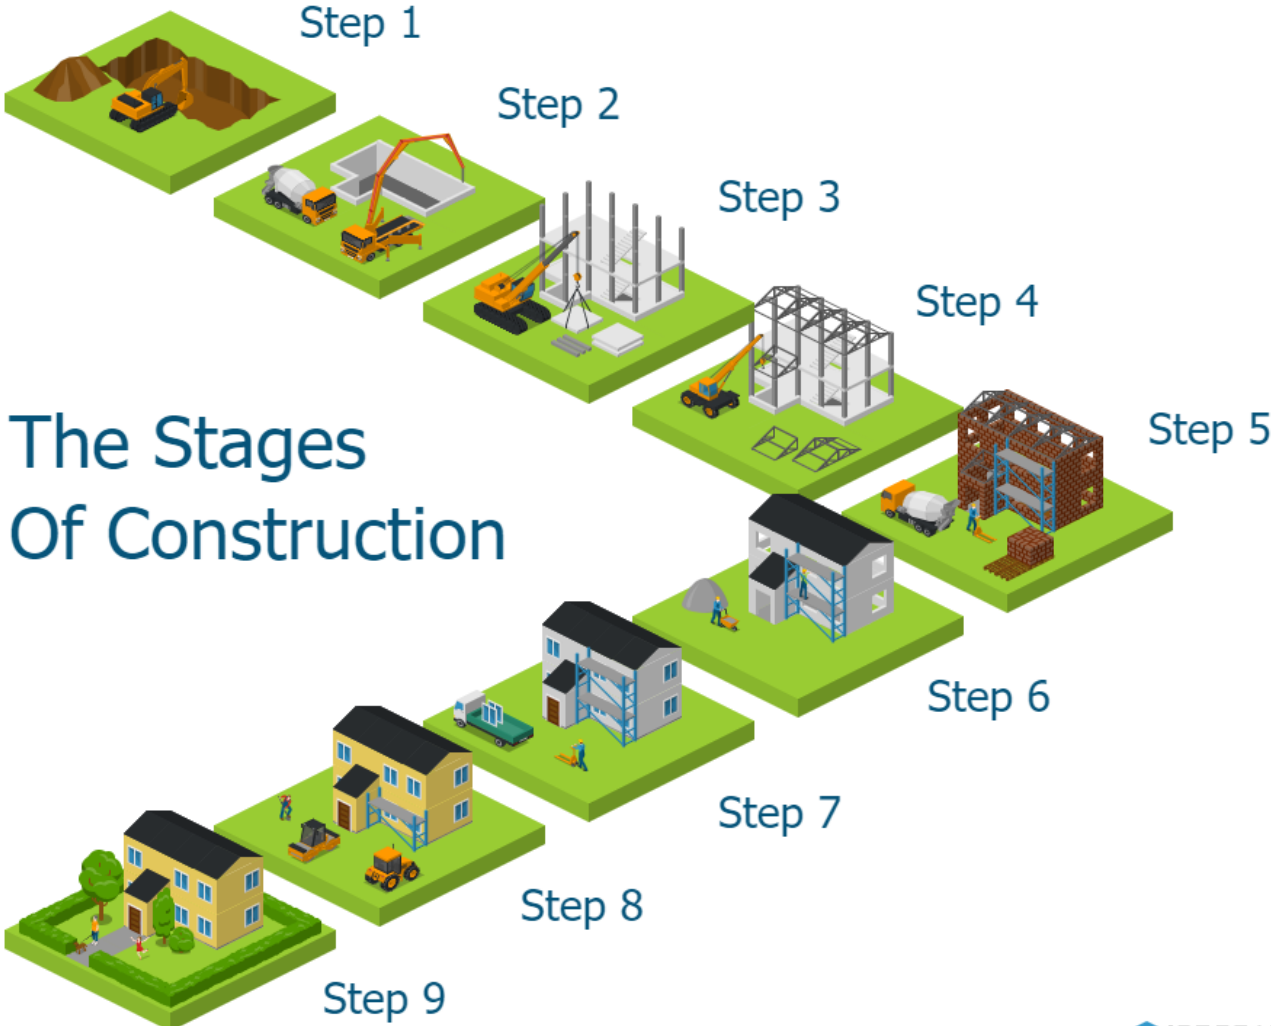 Step 1
Step 2
Step 3
Step 4
Step 5
The Stages
Of Construction
Step 6
Step 7
Step 8
Step 9